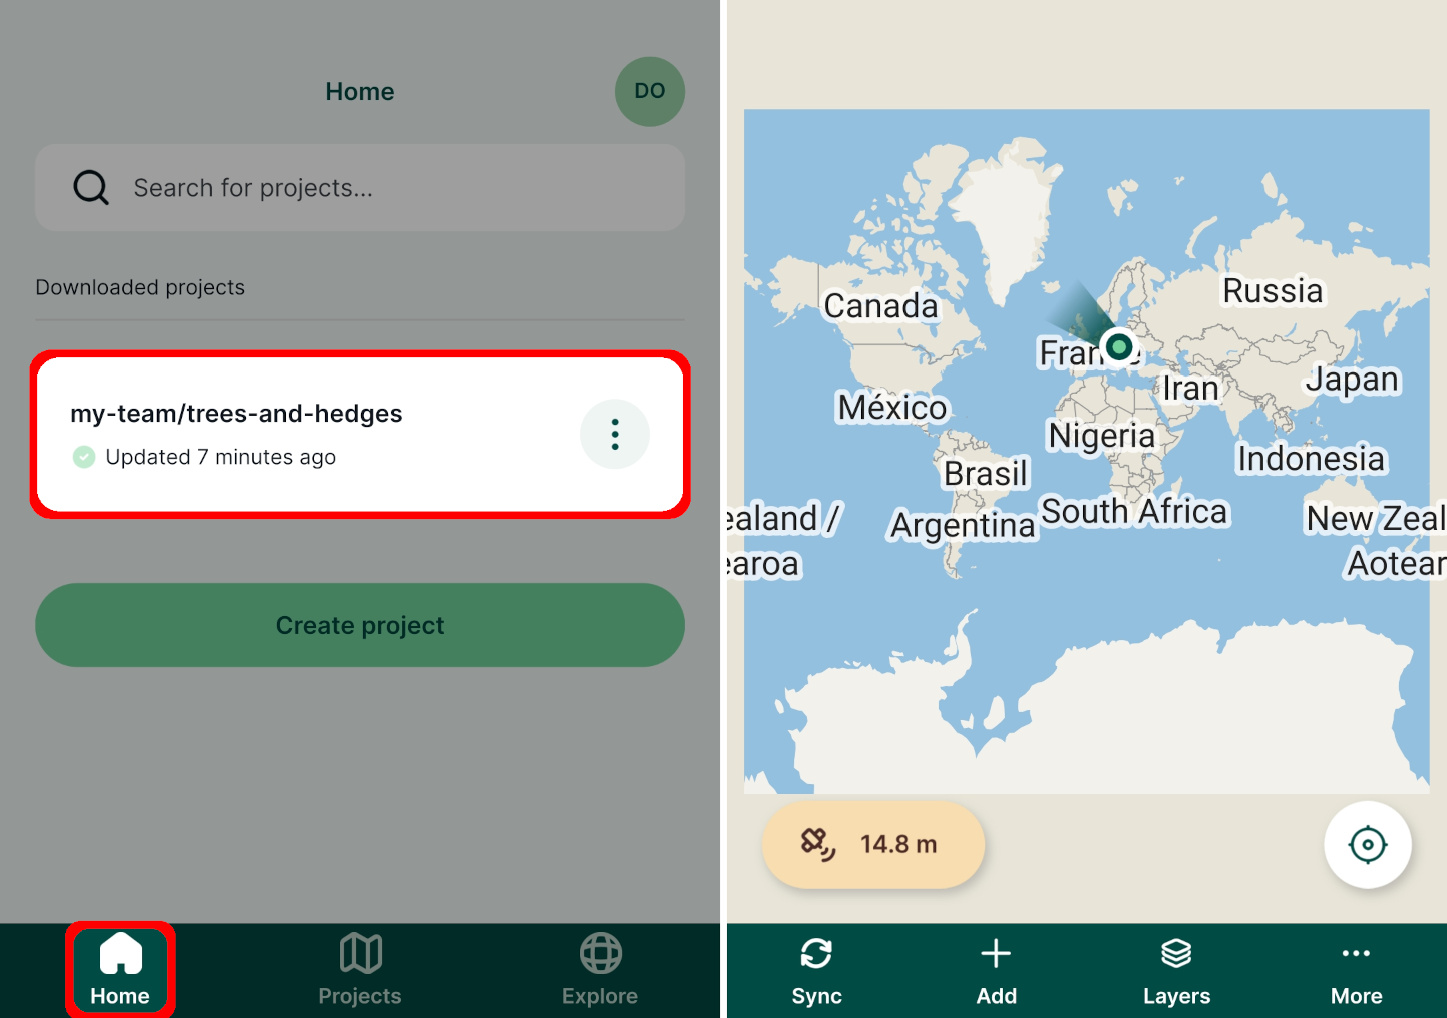 Home
DO
Search for projects...
Downloaded projects
my-team/trees-and-hedges
Updated 7 minutes ago
Create project
Home
Projects
Explore
Russia
Canada
France
Japan
Iran
México
Nigeria
Indonesia
Brasil
South Africa
ealand /
New Zeal
Argentina
earoa
Aotear
14.8 m
Sync
Add
Layers
More